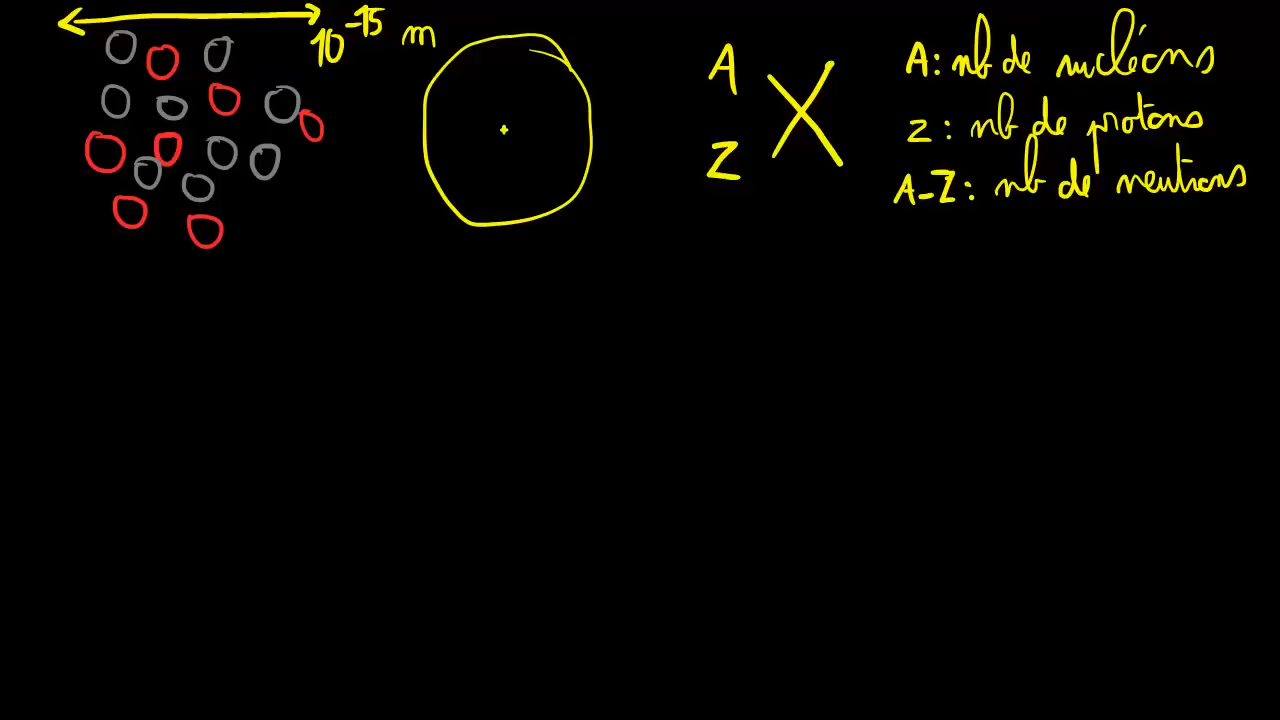 10⁻¹⁵ m
A
Z X
A: nb de nucléons
Z: nb de protons
A-Z: nb de neutrons